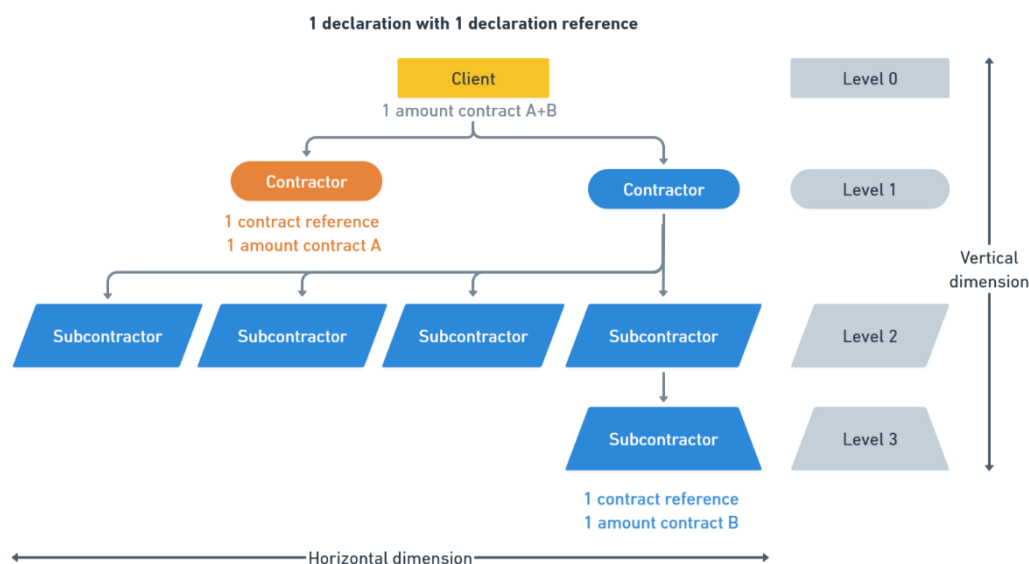 1 declaration with 1 declaration reference
Client
Level 0
1 amount contract A+B
Contractor
Contractor
Level 1
1 contract reference
1 amount contract A
Vertical
dimension
Subcontractor
Subcontractor
Subcontractor
Subcontractor
Level 2
Subcontractor
Level 3
1 contract reference
1 amount contract B
Horizontal dimension